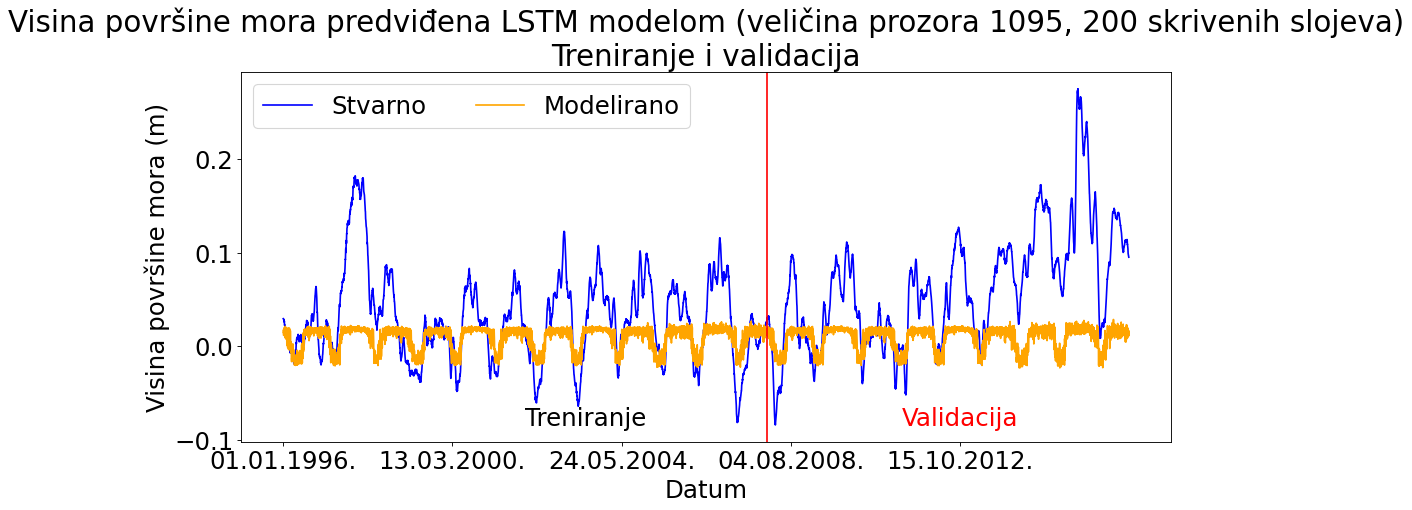 Visina površine mora predviđena LSTM modelom (veličina prozora 1095, 200 skrivenih slojeva)
Treniranje i validacija
Stvarno
Modelirano
Visina površine mora (m)
0.2
0.1
0.0
−0.1
Treniranje
Validacija
01.01.1996.
13.03.2000.
24.05.2004.
04.08.2008.
15.10.2012.
Datum